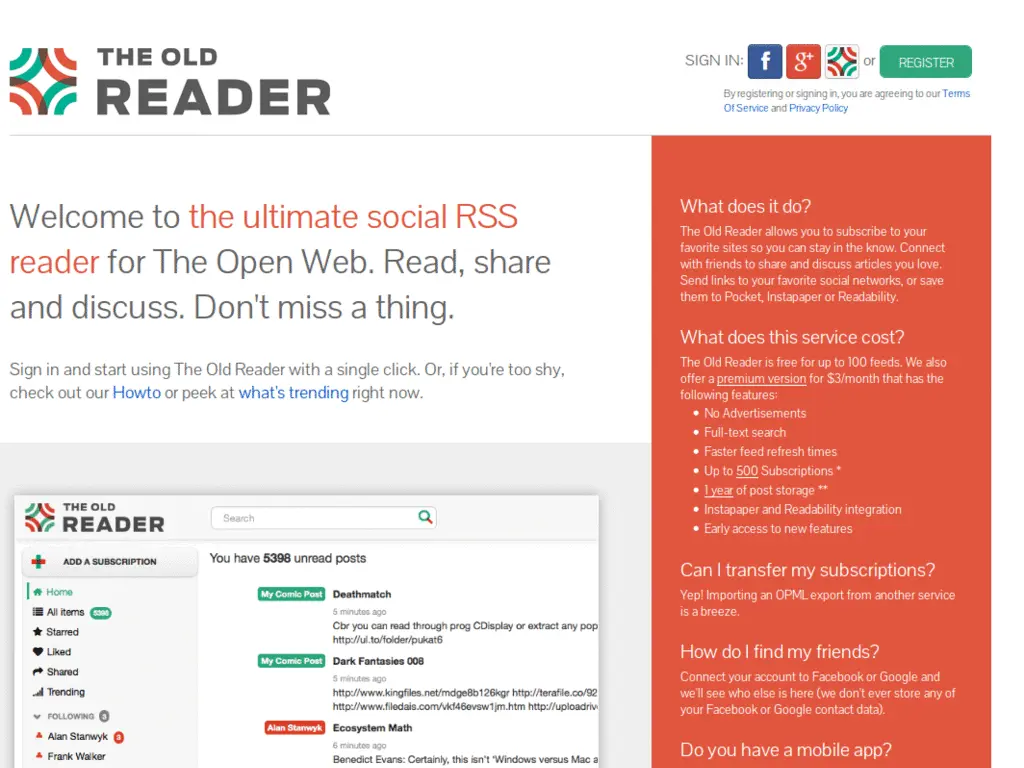 THE OLD
READER
SIGN IN:
f
g+
or
REGISTER
By registering or signing in, you are agreeing to our Terms
Of Service and Privacy Policy
Welcome to the ultimate social RSS
reader for The Open Web. Read, share
and discuss. Don't miss a thing.
Sign in and start using The Old Reader with a single click. Or, if you're too shy,
check out our Howto or peek at what's trending right now.
THE OLD
READER
Search
ADD A SUBSCRIPTION
Home
All items 5398
Starred
Liked
Shared
Trending
FOLLOWING 3
Alan Stanwyk 3
Frank Walker
You have 5398 unread posts
My Comic Post Deathmatch
5 minutes ago
Cbr you can read through prog CDisplay or extract any pop
http://ul.to/folder/pukat6
My Comic Post Dark Fantasies 008
5 minutes ago
http://www.kingfiles.net/mdge8b126kgr http://terafile.co/92
http://www.filedais.com/vkf46evsw1jm.htm http://uploadriv
Alan Stanwyk Ecosystem Math
6 minutes ago
Benedict Evans: Certainly, this isn't 'Windows versus Mac a
What does it do?
The Old Reader allows you to subscribe to your
favorite sites so you can stay in the know. Connect
with friends to share and discuss articles you love.
Send links to your favorite social networks, or save
them to Pocket, Instapaper or Readability.
What does this service cost?
The Old Reader is free for up to 100 feeds. We also
offer a premium version for $3/month that has the
following features:
• No Advertisements
• Full-text search
• Faster feed refresh times
• Up to 500 Subscriptions *
• 1 year of post storage **
• Instapaper and Readability integration
• Early access to new features
Can I transfer my subscriptions?
Yep! Importing an OPML export from another service
is a breeze.
How do I find my friends?
Connect your account to Facebook or Google and
we'll see who else is here (we don't ever store any of
your Facebook or Google contact data).
Do you have a mobile app?